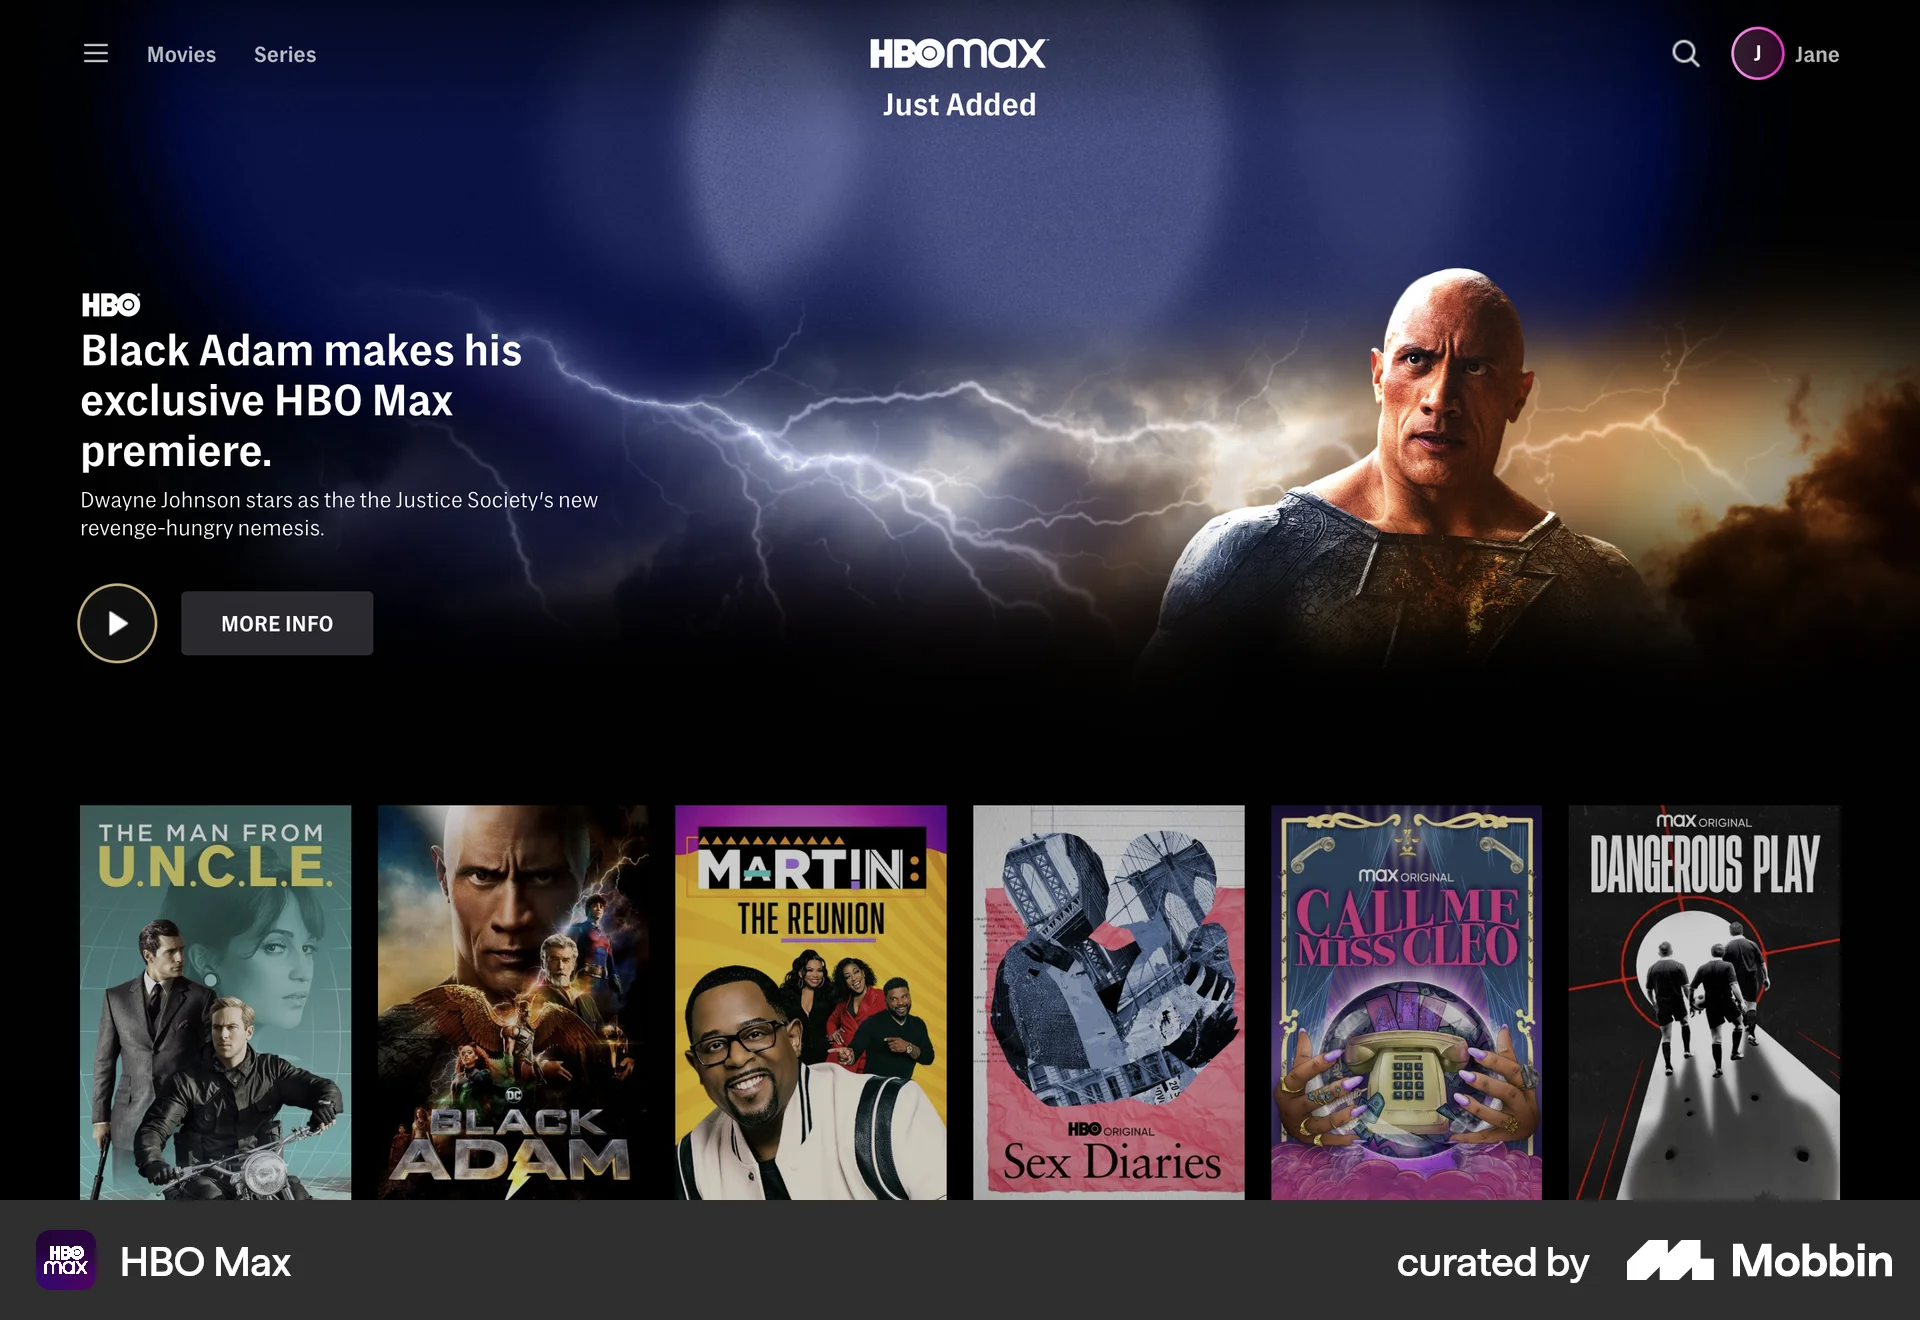 Movies Series
HBOmax
J Jane
Just Added
HBO
Black Adam makes his
exclusive HBO Max
premiere.
Dwayne Johnson stars as the the Justice Society's new
revenge-hungry nemesis.
MORE INFO
THE MAN FROM
U.N.C.L.E.
DC
BLACK
ADAM
MARTIN:
THE REUNION
HBO ORIGINAL
Sex Diaries
max ORIGINAL
CALL ME
MISS CLEO
max ORIGINAL
DANGEROUS PLAY
HBO
max
HBO Max
curated by Mobbin